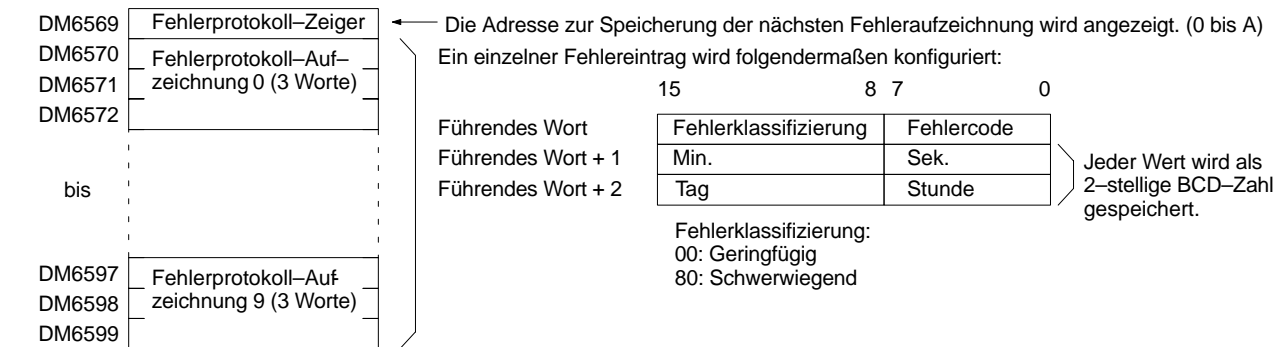 DM6569 Fehlerprotokoll–Zeiger Die Adresse zur Speicherung der nächsten Fehleraufzeichnung wird angezeigt. (0 bis A)
DM6570 Fehlerprotokoll–Auf– Ein einzelner Fehlereintrag wird folgendermaßen konfiguriert:
DM6571 zeichnung 0 (3 Worte)
15 8 7 0
DM6572
Führendes Wort Fehlerklassifizierung Fehlercode
Führendes Wort + 1 Min. Sek.
bis Führendes Wort + 2 Tag Stunde
Jeder Wert wird als
2–stellige BCD–Zahl
gespeichert.
Fehlerklassifizierung:
00: Geringfügig
80: Schwerwiegend
DM6597 Fehlerprotokoll–Auf-
DM6598 zeichnung 9 (3 Worte)
DM6599